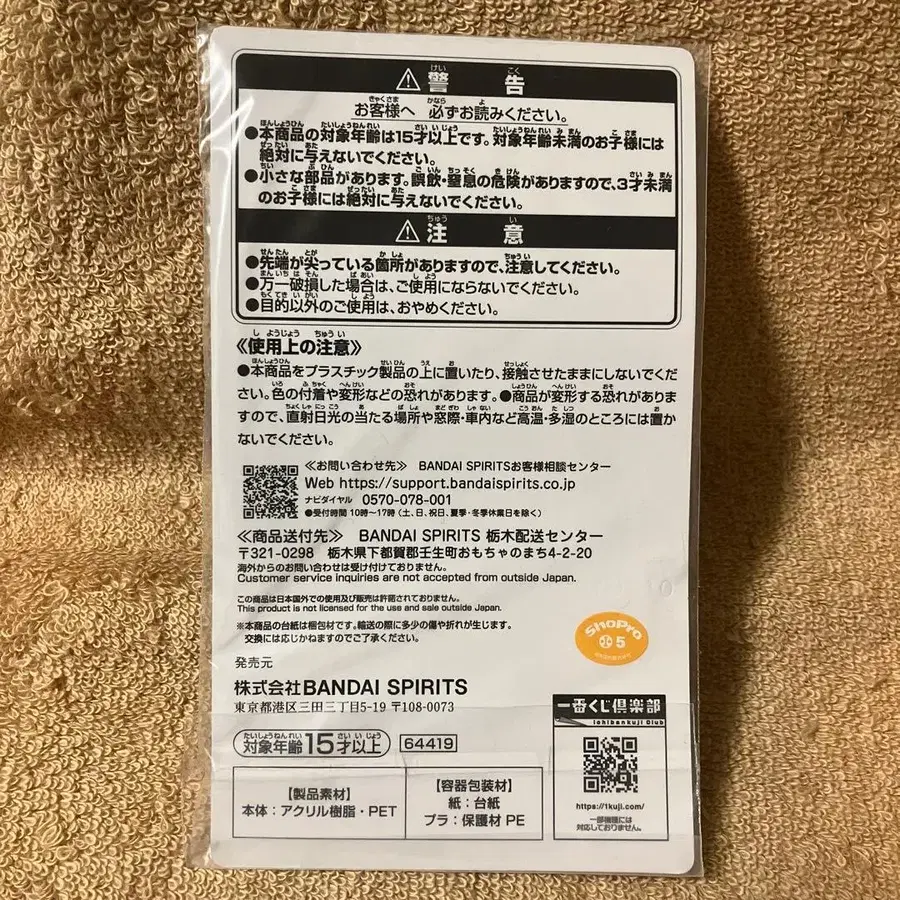 ⚠警告
お客様へ 必ずお読みください。
●本商品の対象年齢は15才以上です。対象年齢未満のお子様には
絶対に与えないでください。
●小さな部品があります。誤飲・窒息の危険がありますので、3才未満
のお子様には絶対に与えないでください。
⚠注意
●先端が尖っている箇所がありますので、注意してください。
●万一破損した場合は、ご使用にならないでください。
●目的以外のご使用は、おやめください。
《使用上の注意》
●本商品をプラスチック製品の上に置いたり、接触させたままにしないでくだ
さい。色の付着や変形などの恐れがあります。●商品が変形する恐れがあり
ますので、直射日光の当たる場所や窓際・車内など高温・多湿のところには置か
ないでください。
≪お問い合わせ先≫ BANDAI SPIRITSお客様相談センター
Web https://support.bandaispirits.co.jp
ナビダイヤル 0570-078-001
●受付時間 10時~17時(土、日、祝日、夏季・冬季休業日を除く)
≪商品送付先≫ BANDAI SPIRITS 栃木配送センター
〒321-0298 栃木県下都賀郡壬生町おもちゃのまち4-2-20
海外からのお問い合わせは受け付けておりません。
Customer service inquiries are not accepted from outside Japan.
この商品は日本国外での使用及び販売は許諾されておりません。
This product is not licensed for the use and sale outside Japan.
※本商品の台紙は梱包材です。輸送の際に多少の傷や折れが生じます。
交換には応じかねますのでご了承ください。
ShoPro
5
発売元
株式会社BANDAI SPIRITS
東京都港区三田三丁目5-19 〒108-0073
対象年齢15才以上
64419
【製品素材】
本体:アクリル樹脂・PET
【容器包装材】
紙:台紙
プラ:保護材 PE
一番くじ倶楽部
Ichibankuji Club
https://1kuji.com/
一部機種には
対応しておりません。